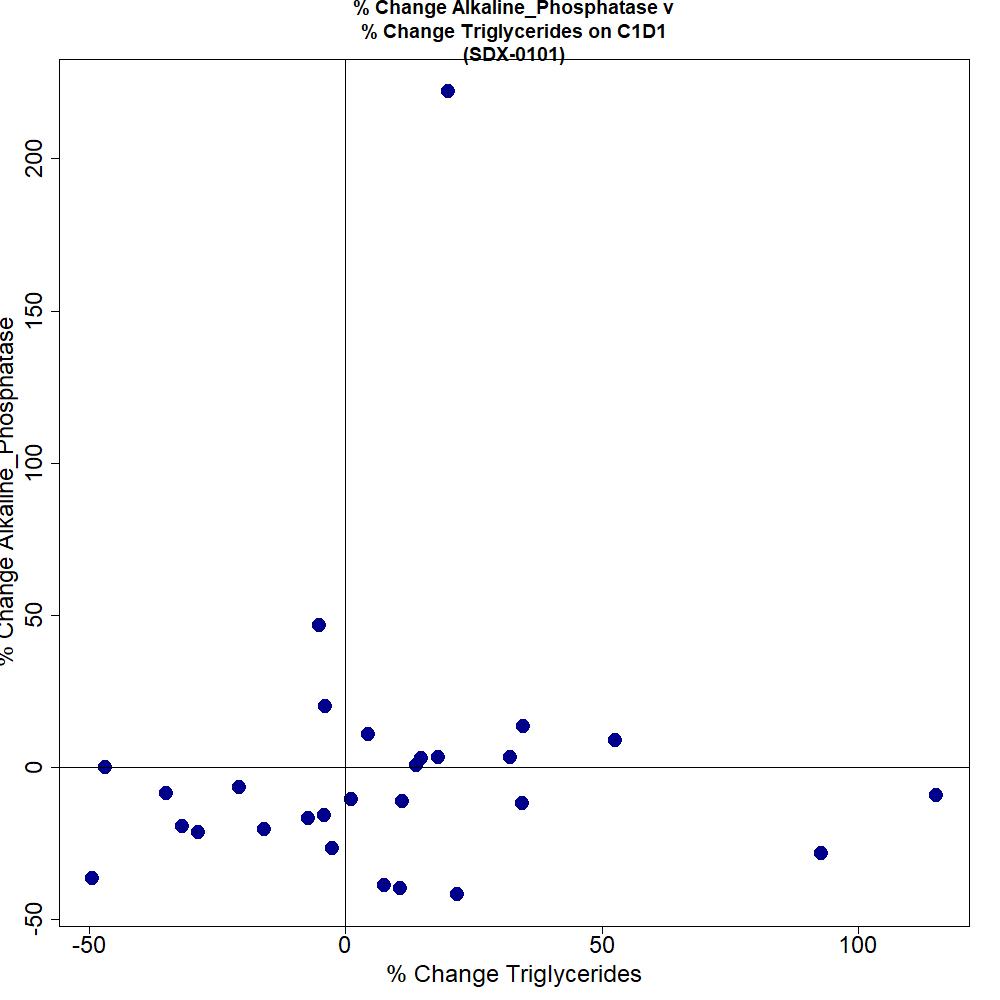 % Change Alkaline_Phosphatase v
% Change Triglycerides on C1D1
(SDX-0101)
% Change Alkaline_Phosphatase
200
150
100
50
0
-50
-50 0 50 100
% Change Triglycerides